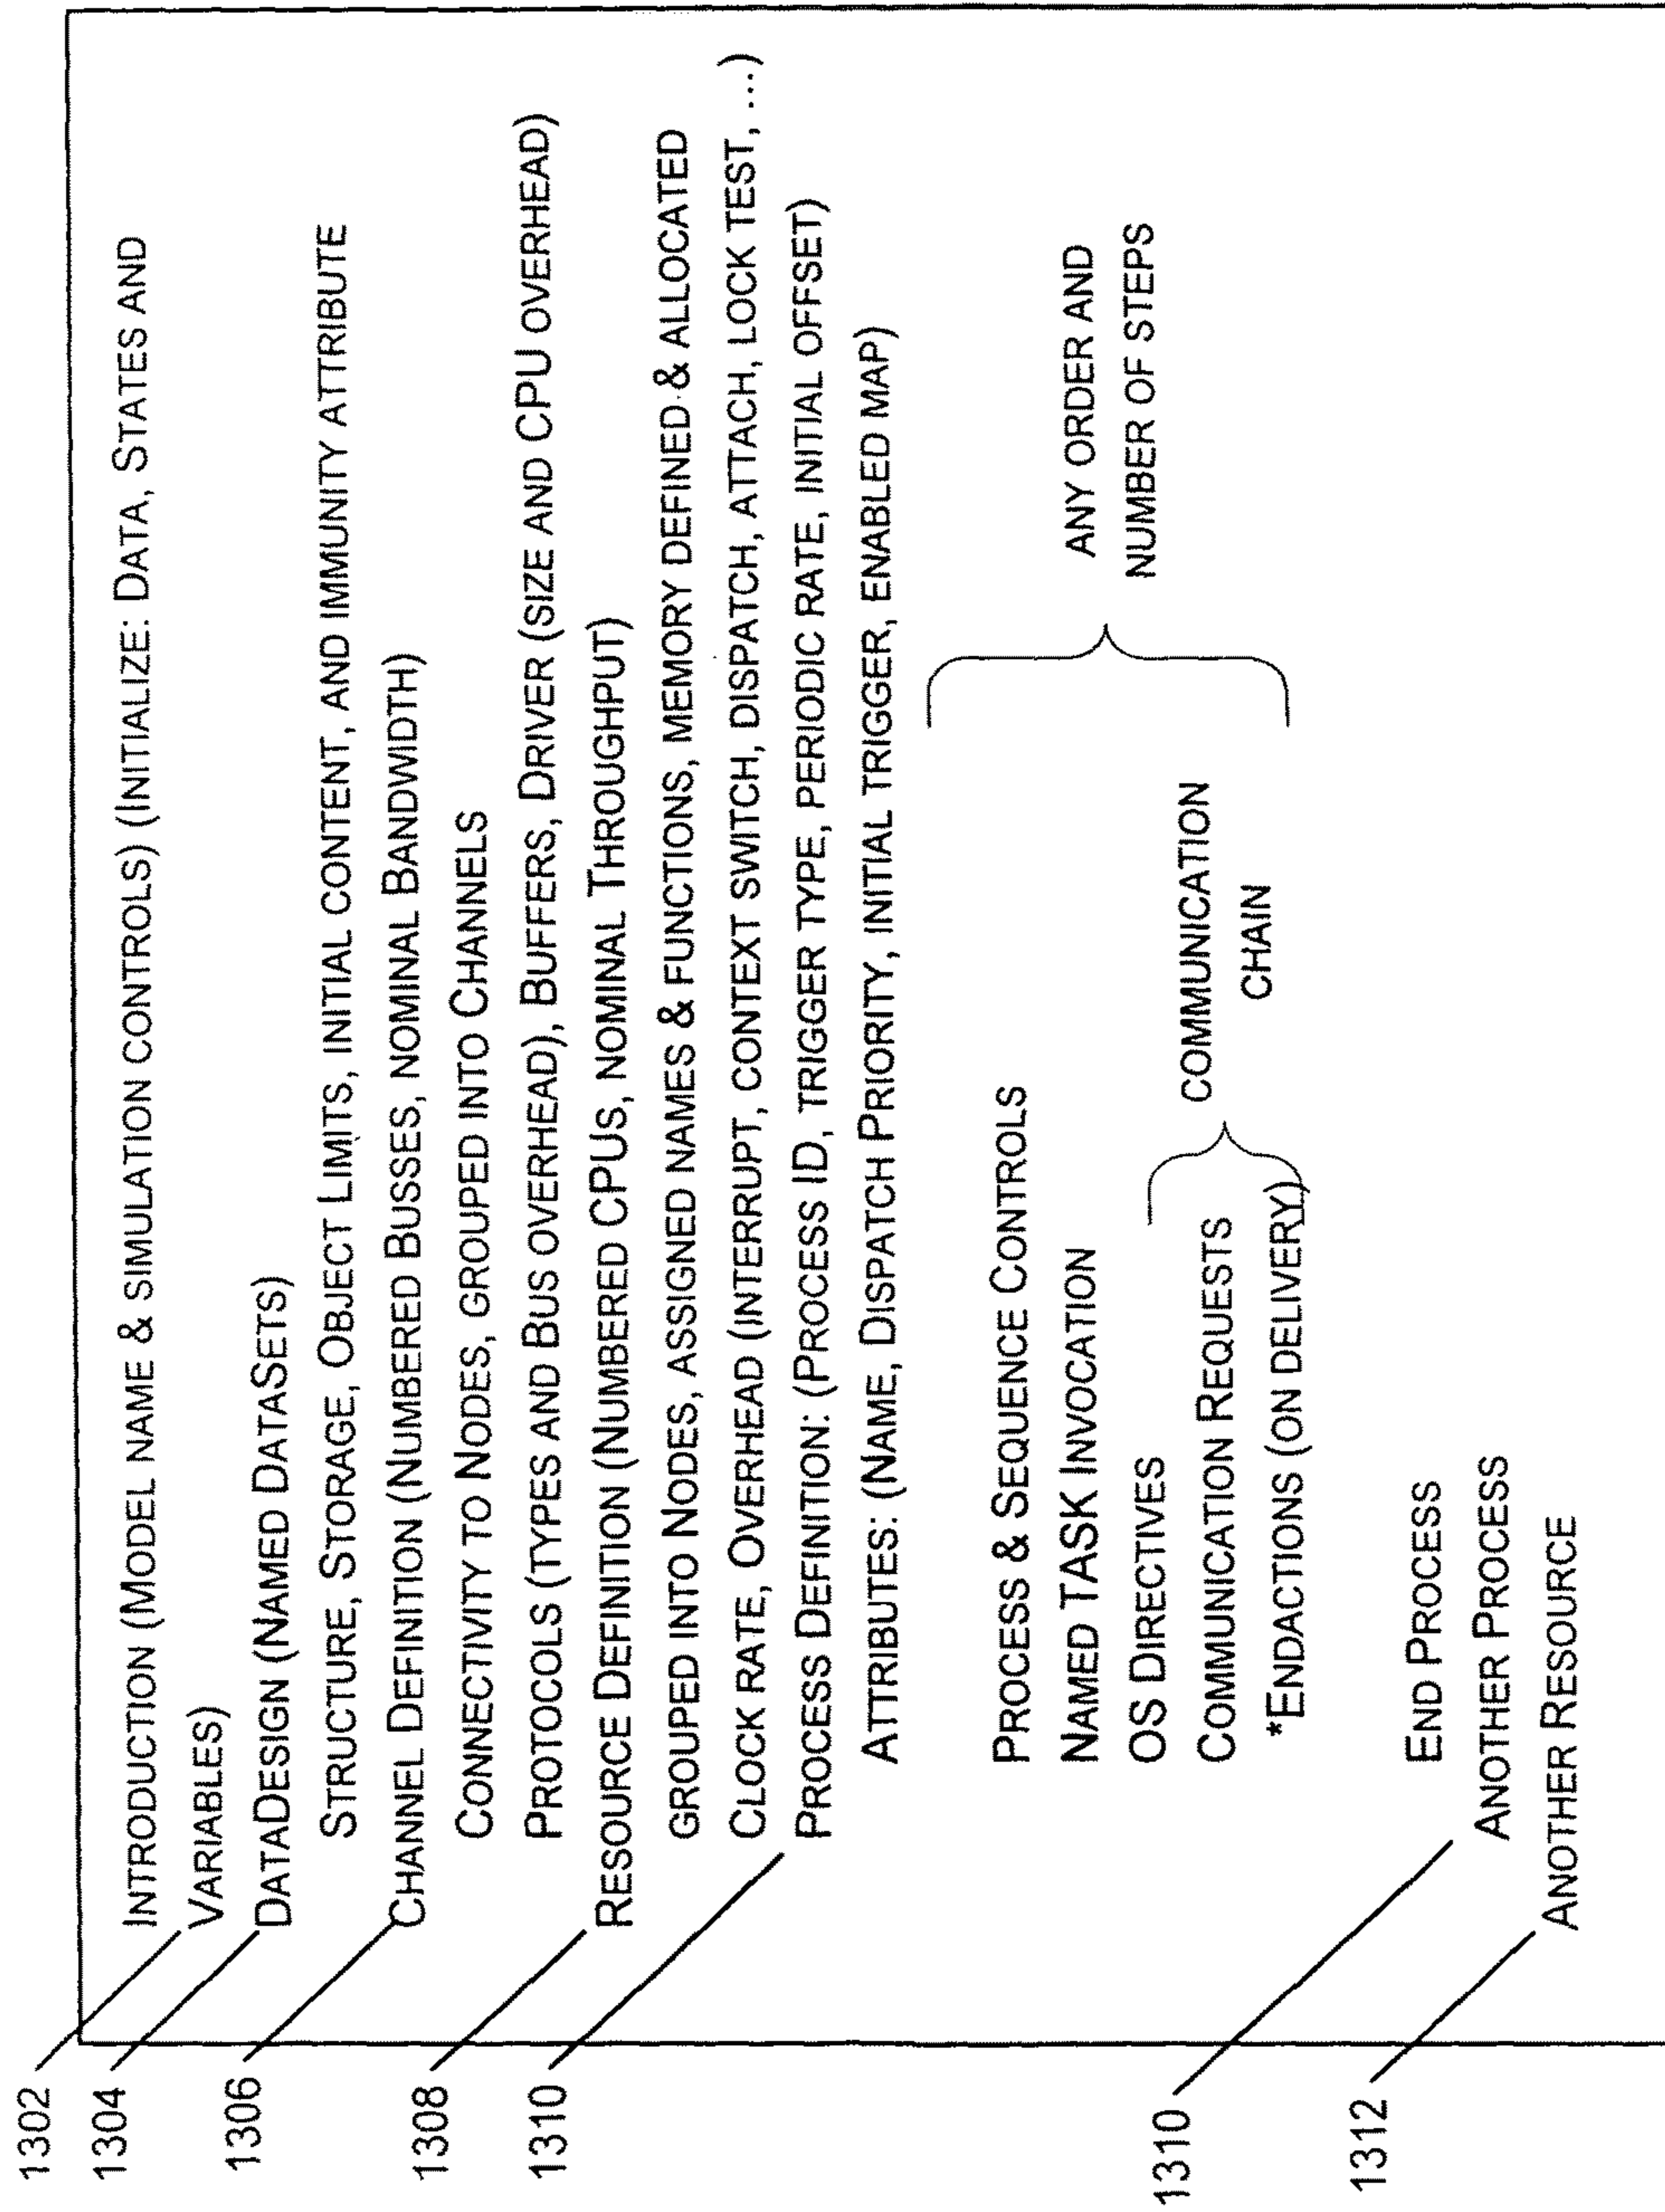 1302
INTRODUCTION (MODEL NAME & SIMULATION CONTROLS) (INITIALIZE: DATA, STATES AND
VARIABLES)
1304
DATADESIGN (NAMED DATASETS)
STRUCTURE, STORAGE, OBJECT LIMITS, INITIAL CONTENT, AND IMMUNITY ATTRIBUTE
1306
CHANNEL DEFINITION (NUMBERED BUSSES, NOMINAL BANDWIDTH)
CONNECTIVITY TO NODES, GROUPED INTO CHANNELS
PROTOCOLS (TYPES AND BUS OVERHEAD), BUFFERS, DRIVER (SIZE AND CPU OVERHEAD)
1308
RESOURCE DEFINITION (NUMBERED CPUS, NOMINAL THROUGHPUT)
GROUPED INTO NODES, ASSIGNED NAMES & FUNCTIONS, MEMORY DEFINED & ALLOCATED
CLOCK RATE, OVERHEAD (INTERRUPT, CONTEXT SWITCH, DISPATCH, ATTACH, LOCK TEST, ...)
1310
PROCESS DEFINITION: (PROCESS ID, TRIGGER TYPE, PERIODIC RATE, INITIAL OFFSET)
ATTRIBUTES: (NAME, DISPATCH PRIORITY, INITIAL TRIGGER, ENABLED MAP)
PROCESS & SEQUENCE CONTROLS
NAMED TASK INVOCATION
OS DIRECTIVES
COMMUNICATION REQUESTS
*ENDACTIONS (ON DELIVERY)
COMMUNICATION
CHAIN
ANY ORDER AND
NUMBER OF STEPS
END PROCESS
1310
ANOTHER PROCESS
1312
ANOTHER RESOURCE